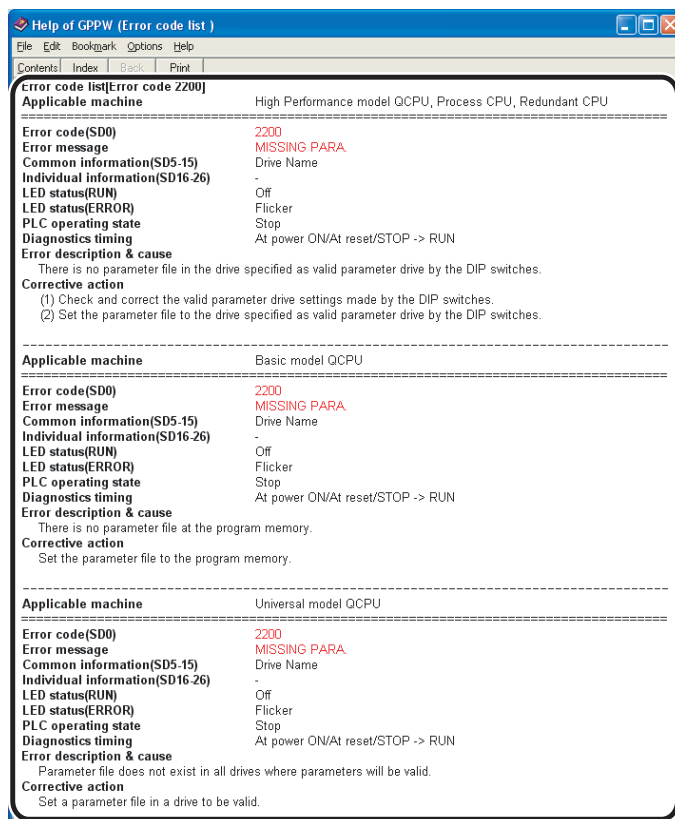 Help of GPPW (Error code list )
File Edit Bookmark Options Help
Contents Index Back Print
Error code list[Error code 2200]
Applicable machine High Performance model QCPU, Process CPU, Redundant CPU
================================================================================
Error code(SD0) 2200
Error message MISSING PARA.
Common information(SD5-15) Drive Name
Individual information(SD16-26) -
LED status(RUN) Off
LED status(ERROR) Flicker
PLC operating state Stop
Diagnostics timing At power ON/At reset/STOP -> RUN
Error description & cause
There is no parameter file in the drive specified as valid parameter drive by the DIP switches.
Corrective action
(1) Check and correct the valid parameter drive settings made by the DIP switches.
(2) Set the parameter file to the drive specified as valid parameter drive by the DIP switches.
--------------------------------------------------------------------------------
Applicable machine Basic model QCPU
================================================================================
Error code(SD0) 2200
Error message MISSING PARA.
Common information(SD5-15) Drive Name
Individual information(SD16-26) -
LED status(RUN) Off
LED status(ERROR) Flicker
PLC operating state Stop
Diagnostics timing At power ON/At reset/STOP -> RUN
Error description & cause
There is no parameter file at the program memory.
Corrective action
Set the parameter file to the program memory.
--------------------------------------------------------------------------------
Applicable machine Universal model QCPU
================================================================================
Error code(SD0) 2200
Error message MISSING PARA.
Common information(SD5-15) Drive Name
Individual information(SD16-26) -
LED status(RUN) Off
LED status(ERROR) Flicker
PLC operating state Stop
Diagnostics timing At power ON/At reset/STOP -> RUN
Error description & cause
Parameter file does not exist in all drives where parameters will be valid.
Corrective action
Set a parameter file in a drive to be valid.